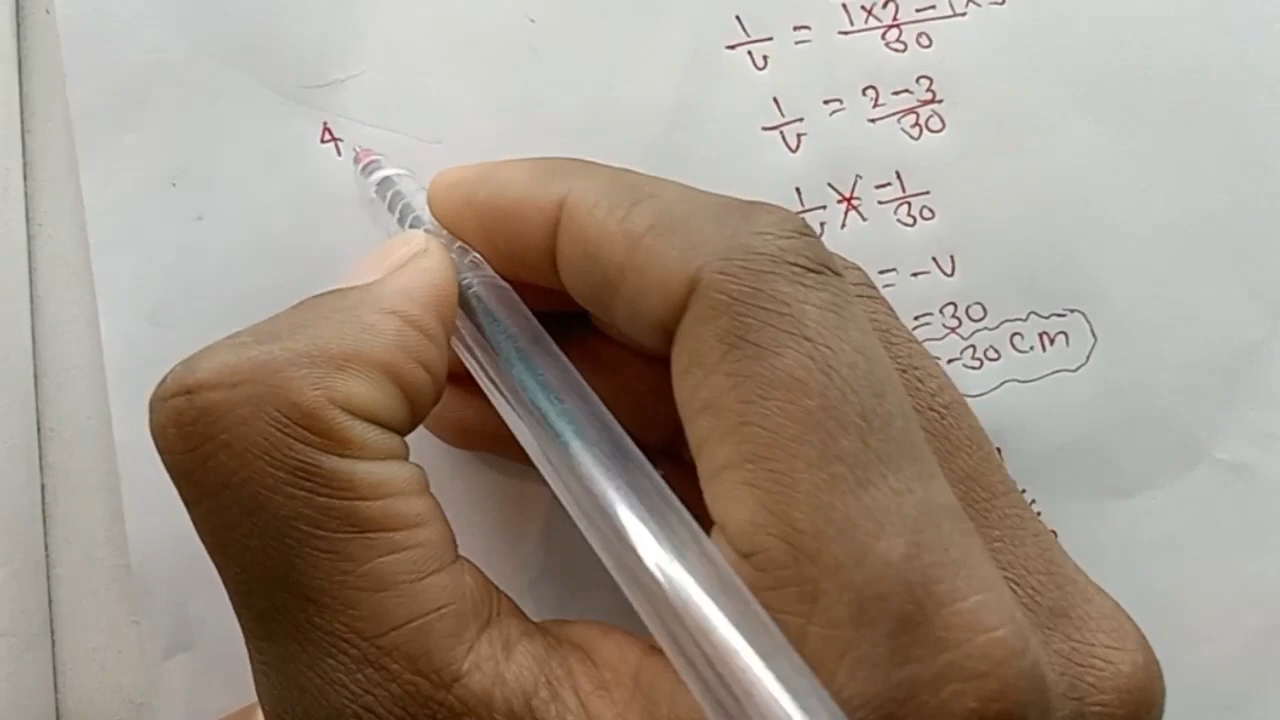 1/v = 1×2-1×3/30
1/v = 2-3/30
1/v × -1/30
= -v
= 30
-30 c.m
4